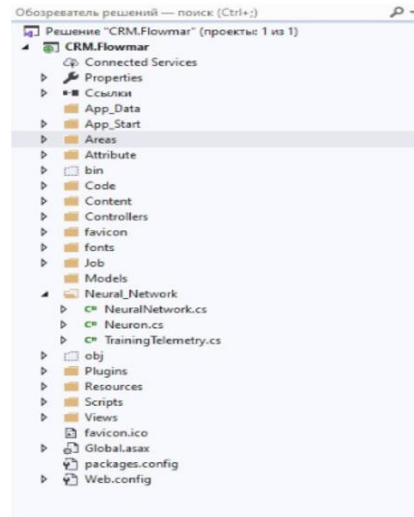 Обозреватель решений — поиск (Ctrl+;)
Решение "CRM.Flowmar" (проекты: 1 из 1)
CRM.Flowmar
Connected Services
Properties
Ссылки
App_Data
App_Start
Areas
Attribute
bin
Code
Content
Controllers
favicon
fonts
Job
Models
Neural_Network
C# NeuralNetwork.cs
C# Neuron.cs
C# TrainingTelemetry.cs
obj
Plugins
Resources
Scripts
Views
favicon.ico
Global.asax
packages.config
Web.config